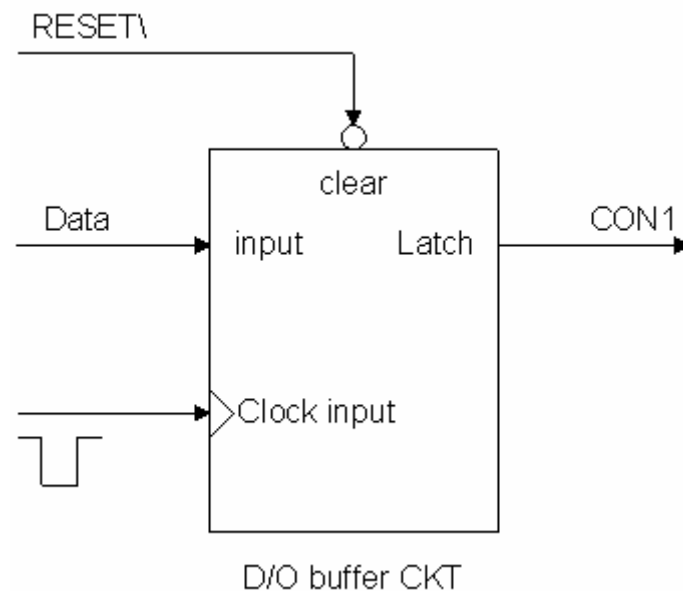 RESET\
clear
Data
input
Latch
CON1
Clock input
D/O buffer CKT